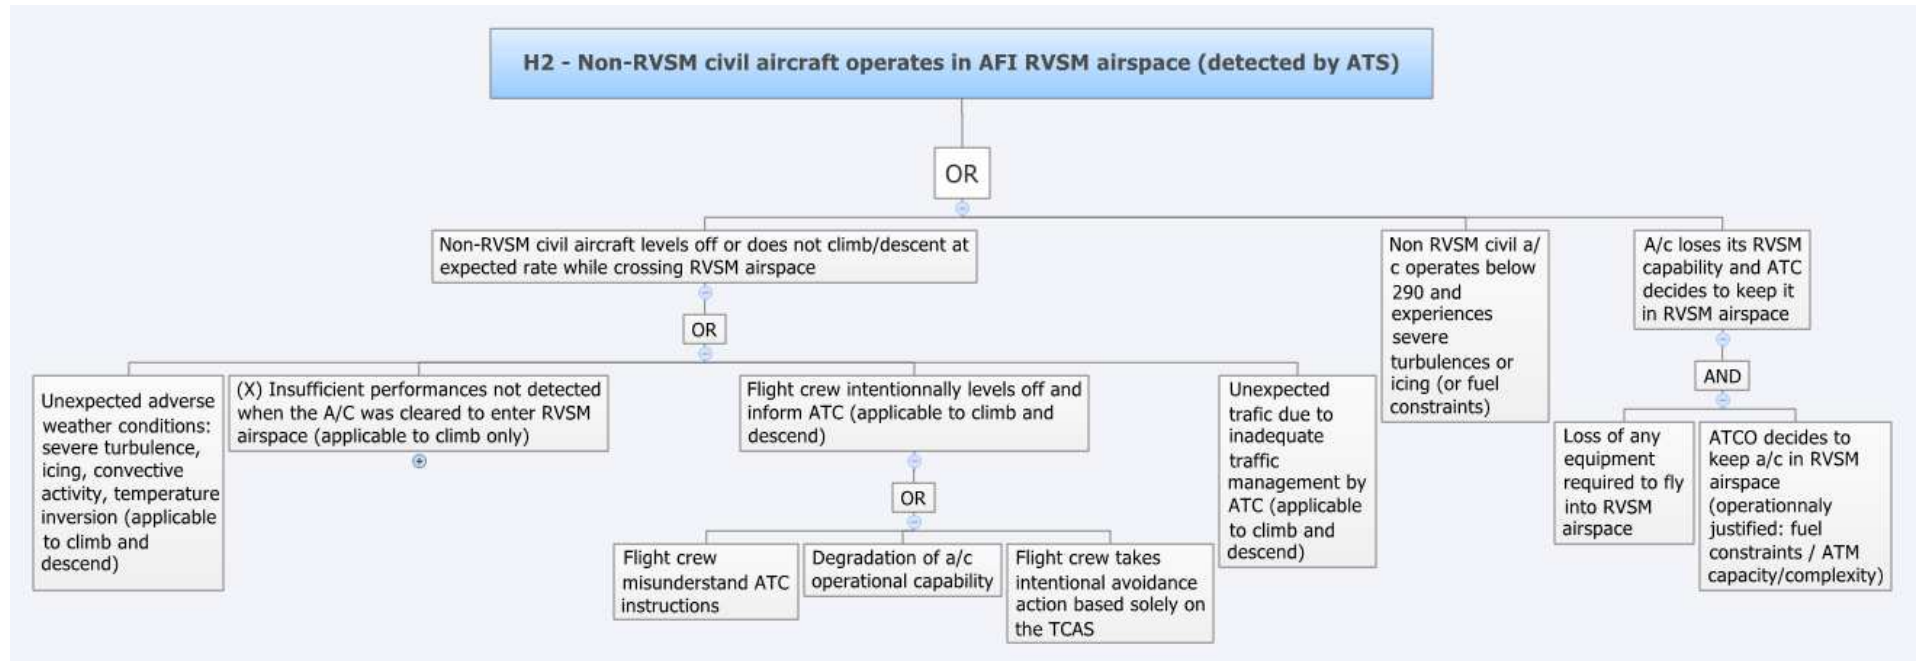 H2 - Non-RVSM civil aircraft operates in AFI RVSM airspace (detected by ATS)
OR
Non-RVSM civil aircraft levels off or does not climb/descent at
expected rate while crossing RVSM airspace
Non RVSM civil a/
c operates below
290 and
experiences
severe
turbulences or
icing (or fuel
constraints)
A/c loses its RVSM
capability and ATC
decides to keep it
in RVSM airspace
OR
AND
Unexpected adverse
weather conditions:
severe turbulence,
icing, convective
activity, temperature
inversion (applicable
to climb and
descend)
(X) Insufficient performances not detected
when the A/C was cleared to enter RVSM
airspace (applicable to climb only)
Flight crew intentionnally levels off and
inform ATC (applicable to climb and
descend)
Unexpected
trafic due to
inadequate
traffic
management by
ATC (applicable
to climb and
descend)
Loss of any
equipment
required to fly
into RVSM
airspace
ATCO decides to
keep a/c in RVSM
airspace
(operationnaly
justified: fuel
constraints / ATM
capacity/complexity)
OR
Flight crew
misunderstand ATC
instructions
Degradation of a/c
operational capability
Flight crew takes
intentional avoidance
action based solely on
the TCAS